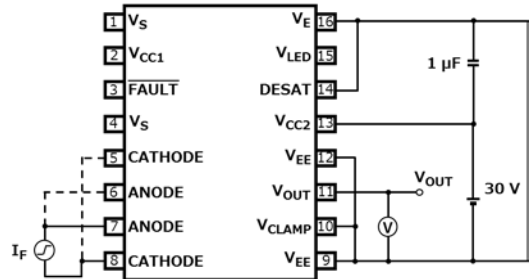 1 VS VE 16
2 VCC1 VLED 15
3 FAULT DESAT 14
4 VS VCC2 13
5 CATHODE VEE 12
6 ANODE VOUT 11
7 ANODE VCLAMP 10
8 CATHODE VEE 9
1 µF
VOUT
30 V
V
IF